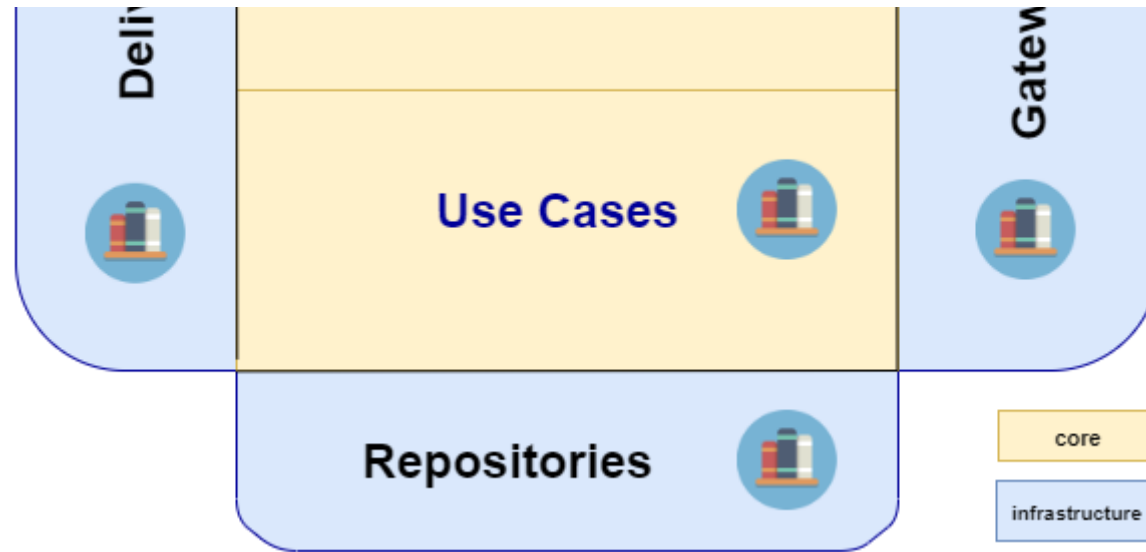 Deli
Gatew
Use Cases
Repositories
core
infrastructure